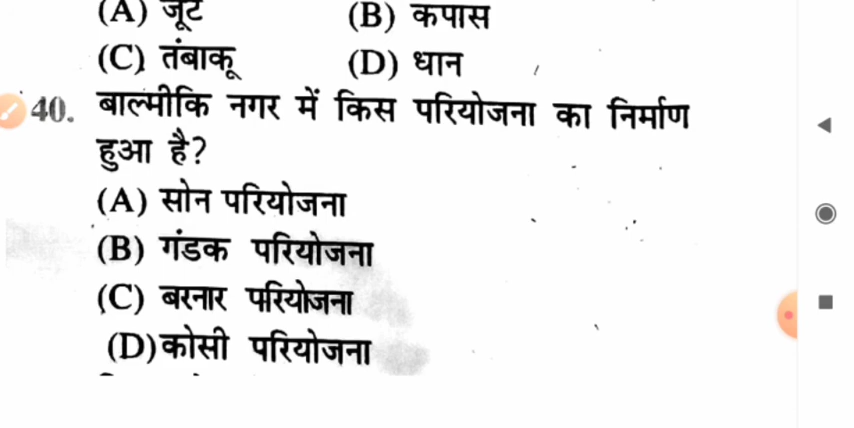 (A) जूट (B) कपास
(C) तंबाकू (D) धान
40. बाल्मीकि नगर में किस परियोजना का निर्माण
हुआ है?
(A) सोन परियोजना
(B) गंडक परियोजना
(C) बरनार परियोजना
(D) कोसी परियोजना